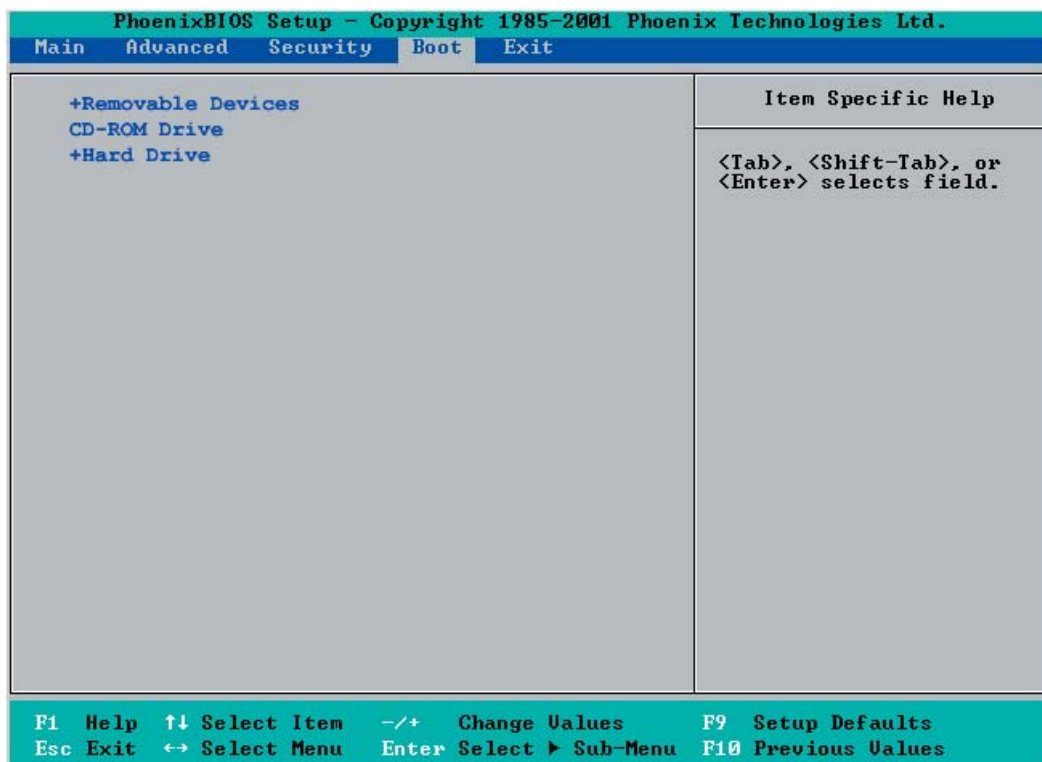 PhoenixBIOS Setup - Copyright 1985-2001 Phoenix Technologies Ltd.
Main Advanced Security Boot Exit
+Removable Devices
CD-ROM Drive
+Hard Drive
Item Specific Help
<Tab>, <Shift-Tab>, or
<Enter> selects field.
F1 Help ↑↓ Select Item -/+ Change Values F9 Setup Defaults
Esc Exit ↔ Select Menu Enter Select ▶ Sub-Menu F10 Previous Values